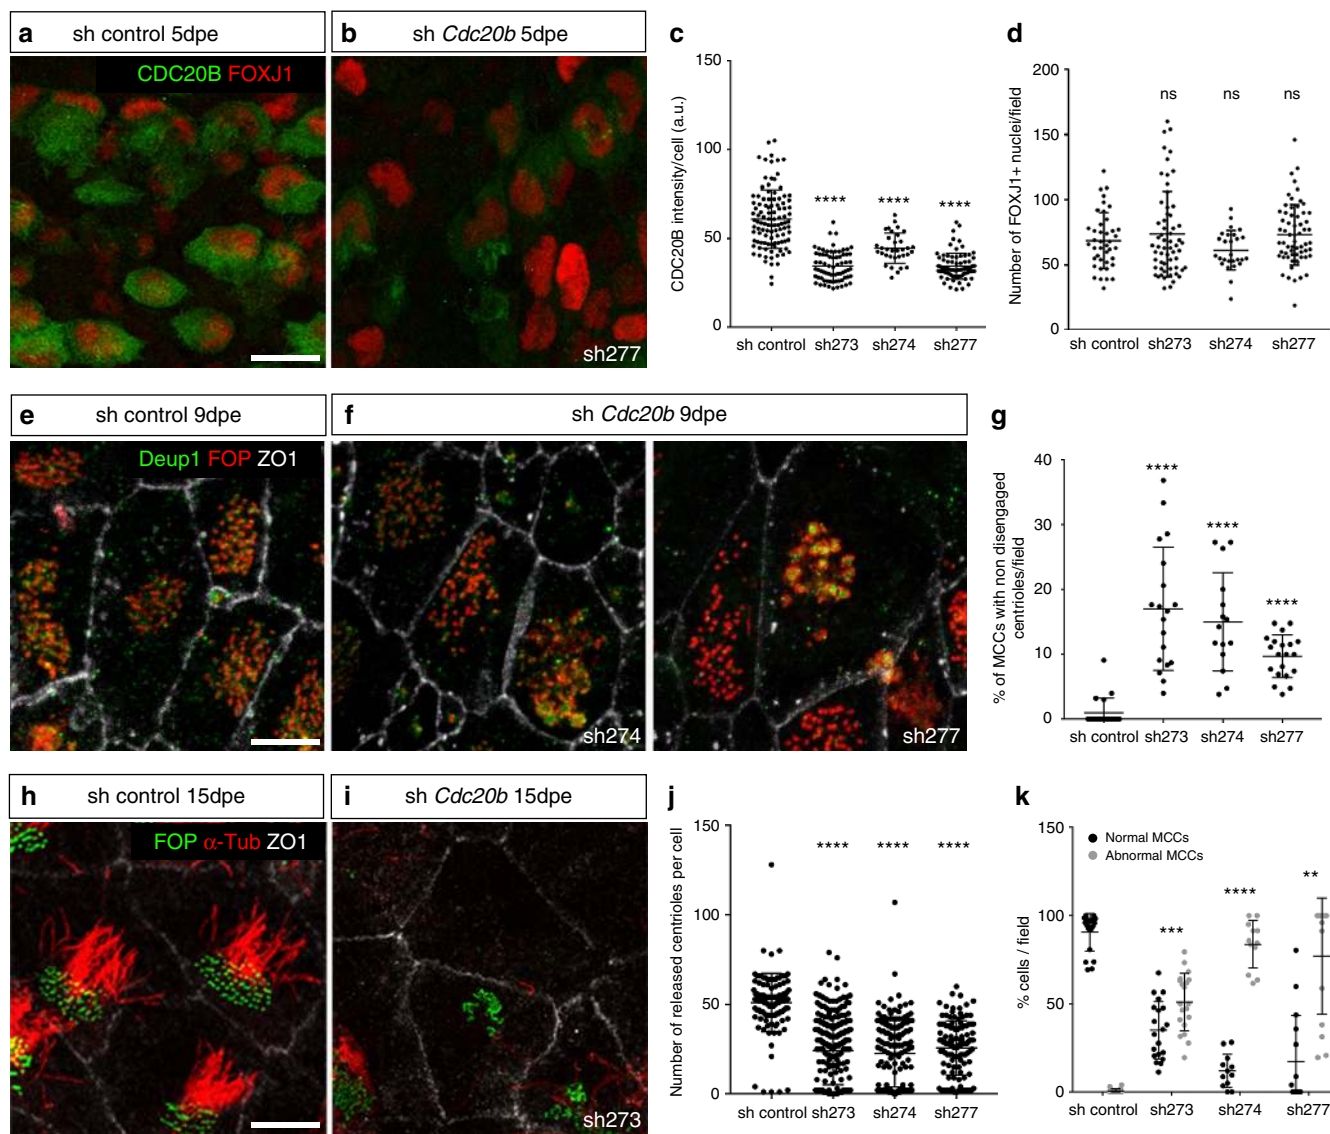 a sh control 5dpe
b sh Cdc20b 5dpe
CDC20B FOXJ1
sh277
c
CDC20B intensity/cell (a.u.)
150
100
50
0
**** **** ****
sh control sh273 sh274 sh277
d
Number of FOXJ1+ nuclei/field
200
150
100
50
0
ns ns ns
sh control sh273 sh274 sh277
e sh control 9dpe
f sh Cdc20b 9dpe
Deup1 FOP ZO1
sh274
sh277
g
% of MCCs with non disengaged
centrioles/field
40
30
20
10
0
**** **** ****
sh control sh273 sh274 sh277
h sh control 15dpe
i sh Cdc20b 15dpe
FOP α-Tub ZO1
sh273
j
Number of released centrioles per cell
150
100
50
0
**** **** ****
sh control sh273 sh274 sh277
k
% cells / field
150
100
50
0
Normal MCCs
Abnormal MCCs
*** **** **
sh control sh273 sh274 sh277